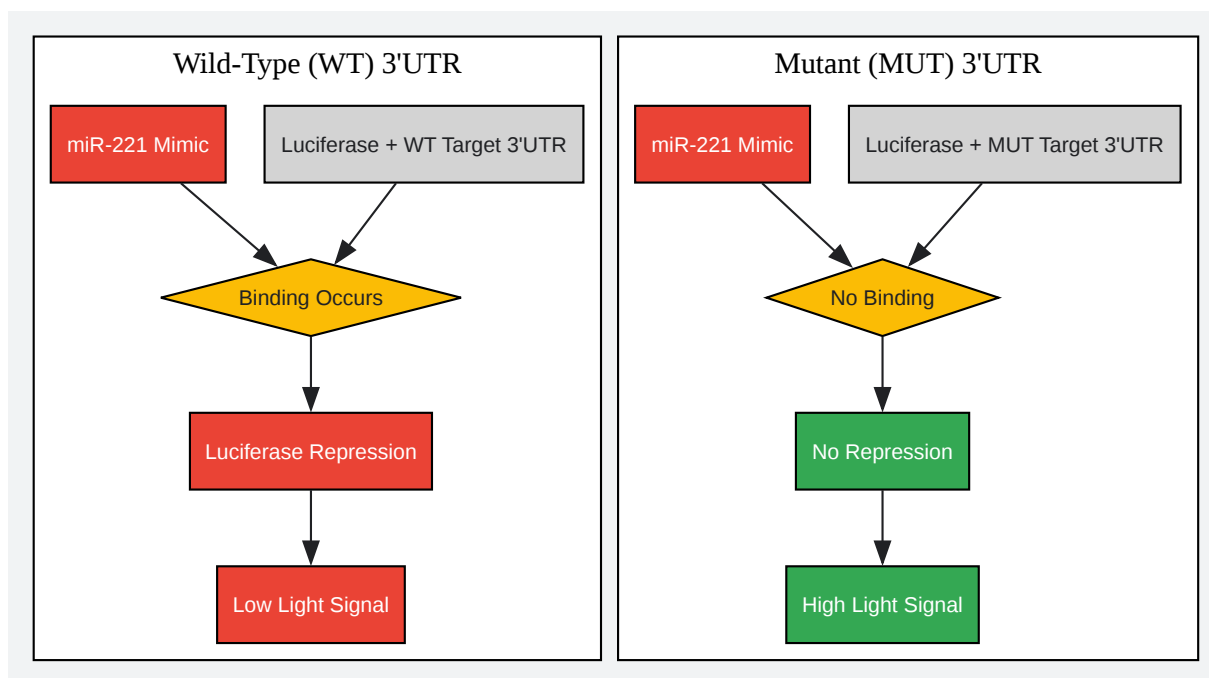 Wild-Type (WT) 3'UTR
miR-221 Mimic
Luciferase + WT Target 3'UTR
Binding Occurs
Luciferase Repression
Low Light Signal
Mutant (MUT) 3'UTR
miR-221 Mimic
Luciferase + MUT Target 3'UTR
No Binding
No Repression
High Light Signal